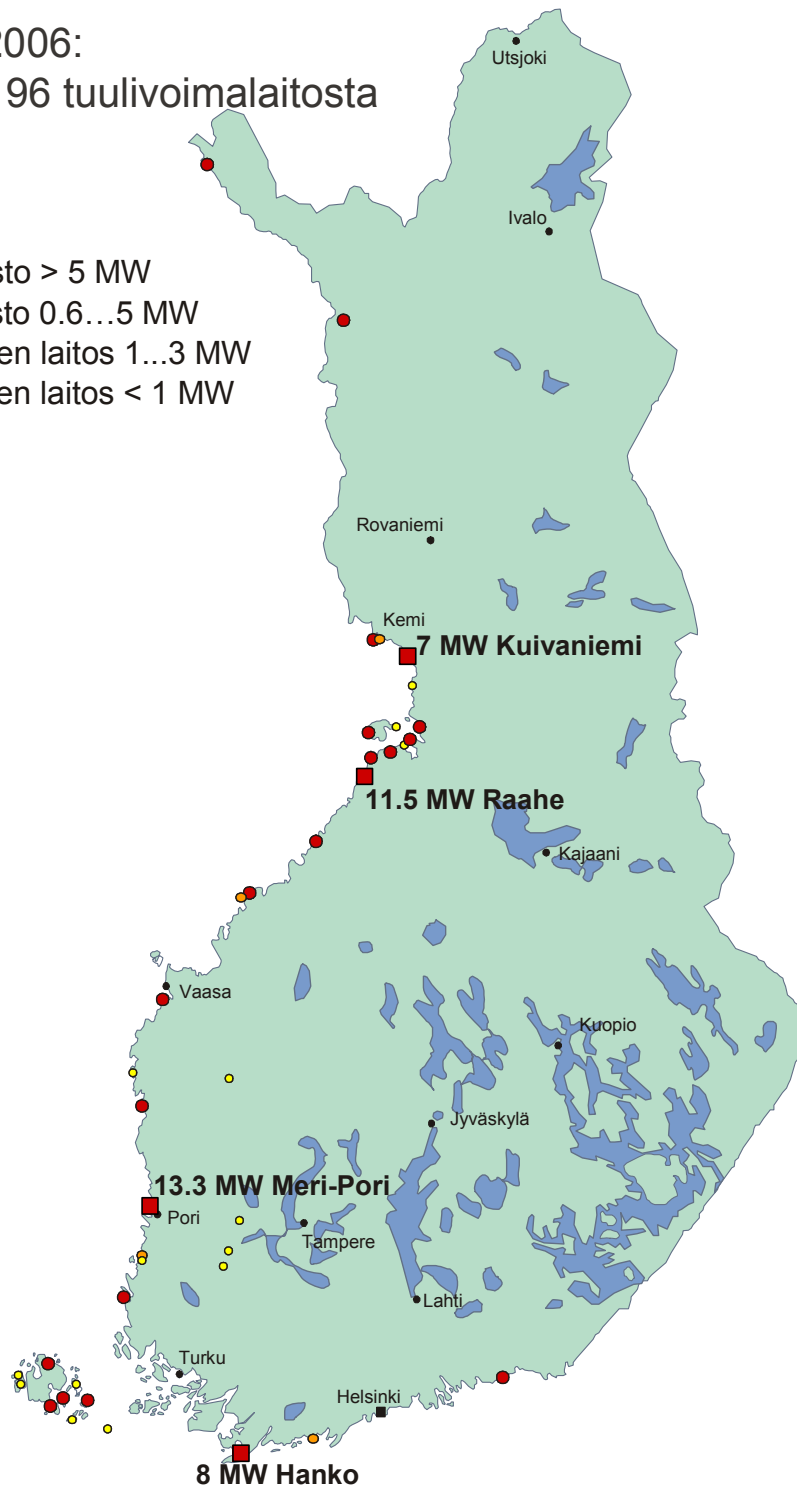 2006:
96 tuulivoimalaitosta
sto > 5 MW
sto 0.6…5 MW
en laitos 1...3 MW
en laitos < 1 MW
Utsjoki
Ivalo
Rovaniemi
Kemi
7 MW Kuivaniemi
11.5 MW Raahe
Kajaani
Vaasa
Kuopio
Jyväskylä
13.3 MW Meri-Pori
Pori
Tampere
Lahti
Turku
Helsinki
8 MW Hanko